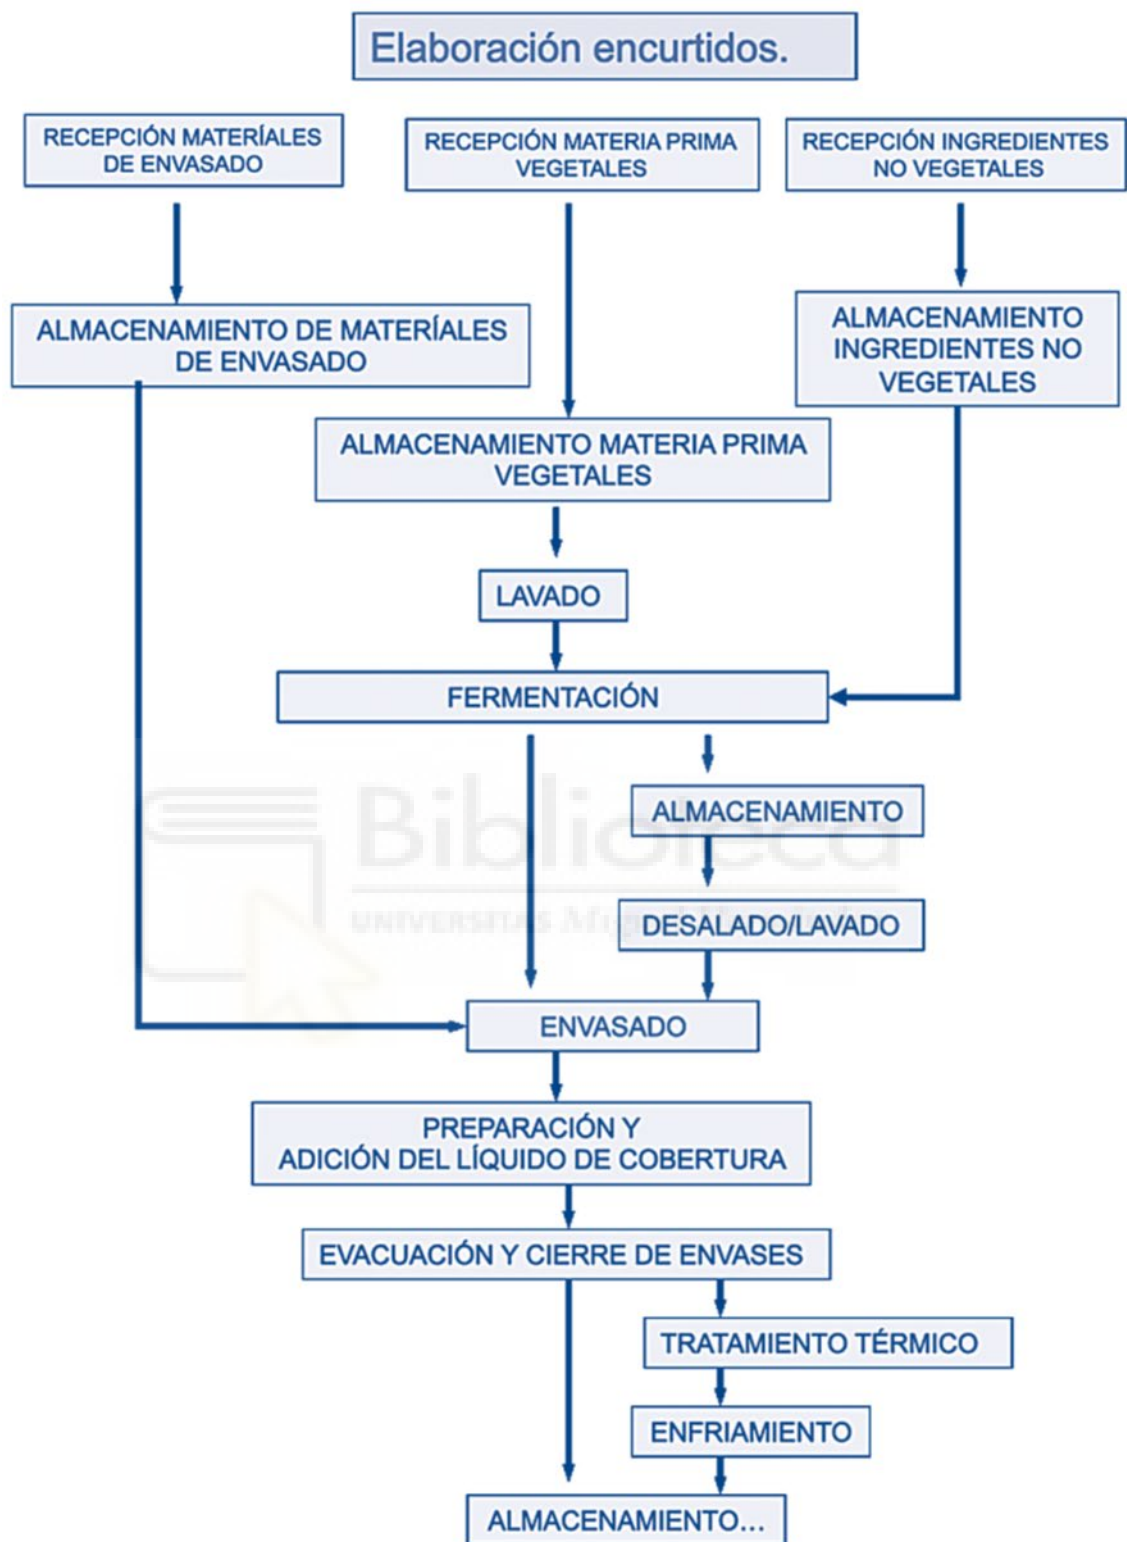 Elaboración encurtidos.
RECEPCIÓN MATERÍALES
DE ENVASADO
RECEPCIÓN MATERIA PRIMA
VEGETALES
RECEPCIÓN INGREDIENTES
NO VEGETALES
ALMACENAMIENTO DE MATERÍALES
DE ENVASADO
ALMACENAMIENTO
INGREDIENTES NO
VEGETALES
ALMACENAMIENTO MATERIA PRIMA
VEGETALES
LAVADO
FERMENTACIÓN
ALMACENAMIENTO
Biblioteca
UNIVERSITAS
DESALADO/LAVADO
ENVASADO
PREPARACIÓN Y
ADICIÓN DEL LÍQUIDO DE COBERTURA
EVACUACIÓN Y CIERRE DE ENVASES
TRATAMIENTO TÉRMICO
ENFRIAMIENTO
ALMACENAMIENTO...